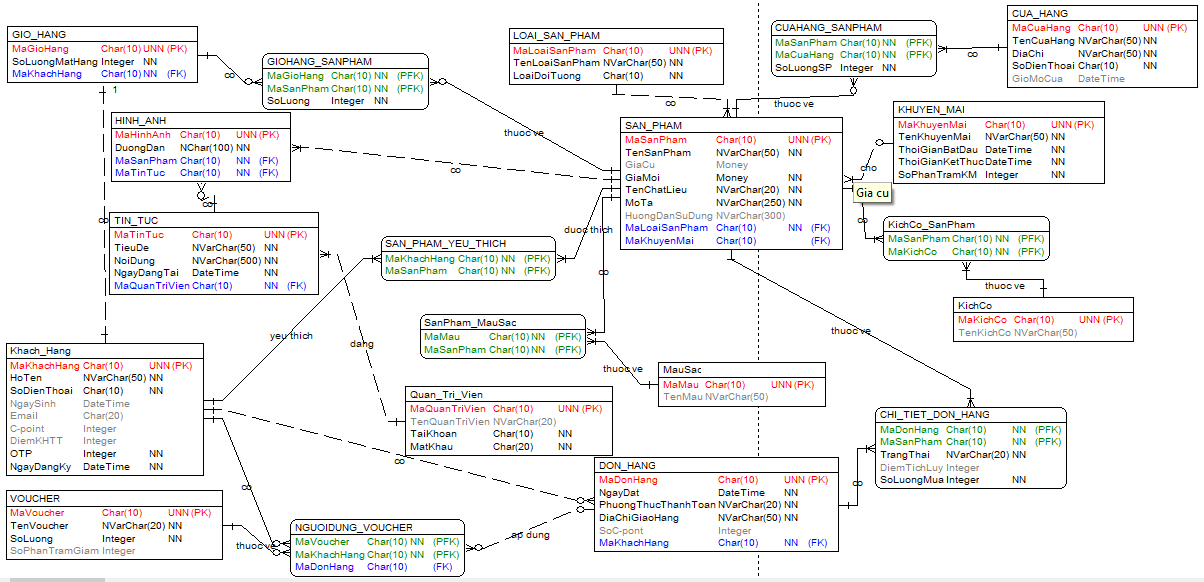 GIO_HANG
MaGioHang Char(10) UNN (PK)
SoLuongMatHang Integer NN
MaKhachHang Char(10) NN (FK)
∞
1
GIOHANG_SANPHAM
MaGioHang Char(10) NN (PFK)
MaSanPham Char(10) NN (PFK)
SoLuong Integer NN
thuoc ve
LOAI_SAN_PHAM
MaLoaiSanPham Char(10) UNN (PK)
TenLoaiSanPham NVarChar(50) NN
LoaiDoiTuong Char(10) NN
∞
CUAHANG_SANPHAM
MaSanPham Char(10) NN (PFK)
MaCuaHang Char(10) NN (PFK)
SoLuongSP Integer NN
∞
thuoc ve
CUA_HANG
MaCuaHang Char(10) UNN (PK)
TenCuaHang NVarChar(50) NN
DiaChi NVarChar(50) NN
SoDienThoai Char(10) NN
GioMoCua DateTime
HINH_ANH
MaHinhAnh Char(10) UNN (PK)
DuongDan NChar(100) NN
MaSanPham Char(10) NN (FK)
MaTinTuc Char(10) NN (FK)
∞
∞
SAN_PHAM
MaSanPham Char(10) UNN (PK)
TenSanPham NVarChar(50) NN
GiaCu Money
GiaMoi Money NN
TenChatLieu NVarChar(20) NN
MoTa NVarChar(250) NN
HuongDanSuDung NVarChar(300)
MaLoaiSanPham Char(10) NN (FK)
MaKhuyenMai Char(10) (FK)
KHUYEN_MAI
MaKhuyenMai Char(10) UNN (PK)
TenKhuyenMai NVarChar(50) NN
ThoiGianBatDau DateTime NN
ThoiGianKetThuc DateTime NN
SoPhanTramKM Integer NN
cho
Gia cu
∞
TIN_TUC
MaTinTuc Char(10) UNN (PK)
TieuDe NVarChar(50) NN
NoiDung NVarChar(500) NN
NgayDangTai DateTime NN
MaQuanTriVien Char(10) NN (FK)
∞
SAN_PHAM_YEU_THICH
MaKhachHang Char(10) NN (PFK)
MaSanPham Char(10) NN (PFK)
duoc thich
∞
KichCo_SanPham
MaSanPham Char(10) NN (PFK)
MaKichCo Char(10) NN (PFK)
thuoc ve
KichCo
MaKichCo Char(10) UNN (PK)
TenKichCo NVarChar(50)
yeu thich
dang
SanPham_MauSac
MaMau Char(10) NN (PFK)
MaSanPham Char(10) NN (PFK)
thuoc ve
MauSac
MaMau Char(10) UNN (PK)
TenMau NVarChar(50)
thuoc ve
Khach_Hang
MaKhachHang Char(10) UNN (PK)
HoTen NVarChar(50) NN
SoDienThoai Char(10) NN
NgaySinh DateTime
Email Char(20)
C-point Integer
DiemKHTT Integer
OTP Integer NN
NgayDangKy DateTime NN
Quan_Tri_Vien
MaQuanTriVien Char(10) UNN (PK)
TenQuanTriVien NVarChar(20)
TaiKhoan Char(10) NN
MatKhau Char(20) NN
∞
CHI_TIET_DON_HANG
MaDonHang Char(10) NN (PFK)
MaSanPham Char(10) NN (PFK)
TrangThai NVarChar(20) NN
DiemTichLuy Integer
SoLuongMua Integer NN
∞
DON_HANG
MaDonHang Char(10) UNN (PK)
NgayDat DateTime NN
PhuongThucThanhToan NVarChar(20) NN
DiaChiGiaoHang NVarChar(50) NN
SoC-pont Integer
MaKhachHang Char(10) NN (FK)
∞
VOUCHER
MaVoucher Char(10) UNN (PK)
TenVoucher NVarChar(20) NN
SoLuong Integer NN
SoPhanTramGiam Integer
NGUOIDUNG_VOUCHER
MaVoucher Char(10) NN (PFK)
MaKhachHang Char(10) NN (PFK)
MaDonHang Char(10) (FK)
ap dung